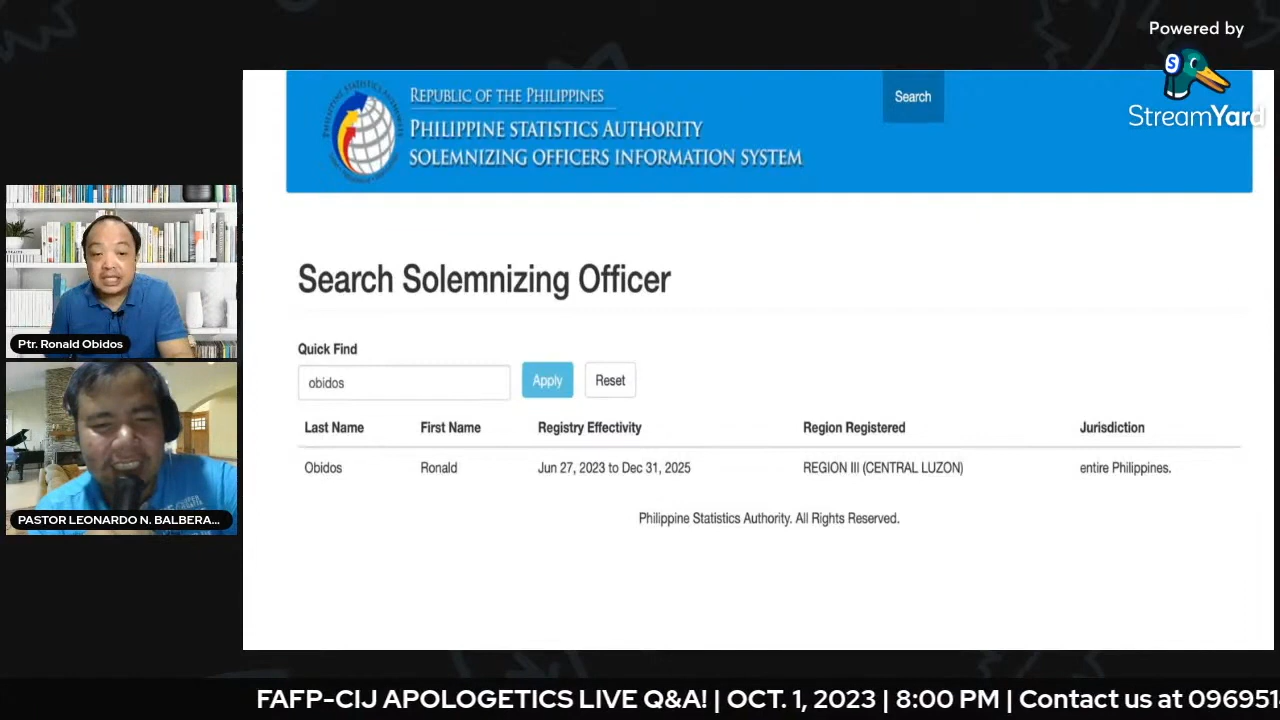 Powered by
StreamYard
REPUBLIC OF THE PHILIPPINES
PHILIPPINE STATISTICS AUTHORITY
SOLEMNIZING OFFICERS INFORMATION SYSTEM
Search
Search Solemnizing Officer
Quick Find
obidos
Apply
Reset
Last Name First Name Registry Effectivity Region Registered Jurisdiction
Obidos Ronald Jun 27, 2023 to Dec 31, 2025 REGION III (CENTRAL LUZON) entire Philippines.
Philippine Statistics Authority. All Rights Reserved.
Ptr. Ronald Obidos
PASTOR LEONARDO N. BALBERA...
FAFP-CIJ APOLOGETICS LIVE Q&A! | OCT. 1, 2023 | 8:00 PM | Contact us at 096951